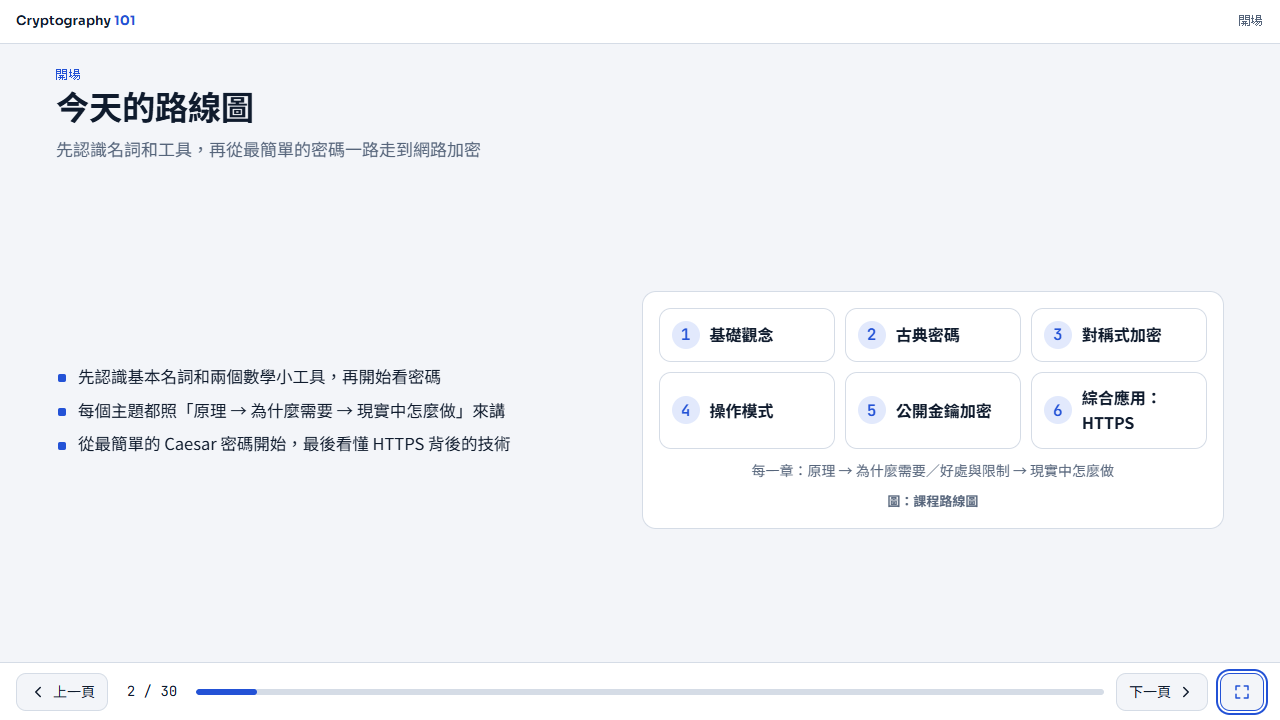 Cryptography 101
開場
開場
今天的路線圖
先認識名詞和工具，再從最簡單的密碼一路走到網路加密
先認識基本名詞和兩個數學小工具，再開始看密碼
每個主題都照「原理 → 為什麼需要 → 現實中怎麼做」來講
從最簡單的 Caesar 密碼開始，最後看懂 HTTPS 背後的技術
1 基礎觀念
2 古典密碼
3 對稱式加密
4 操作模式
5 公開金鑰加密
6 綜合應用：
HTTPS
每一章：原理 → 為什麼需要／好處與限制 → 現實中怎麼做
圖：課程路線圖
上一頁
2 / 30
下一頁